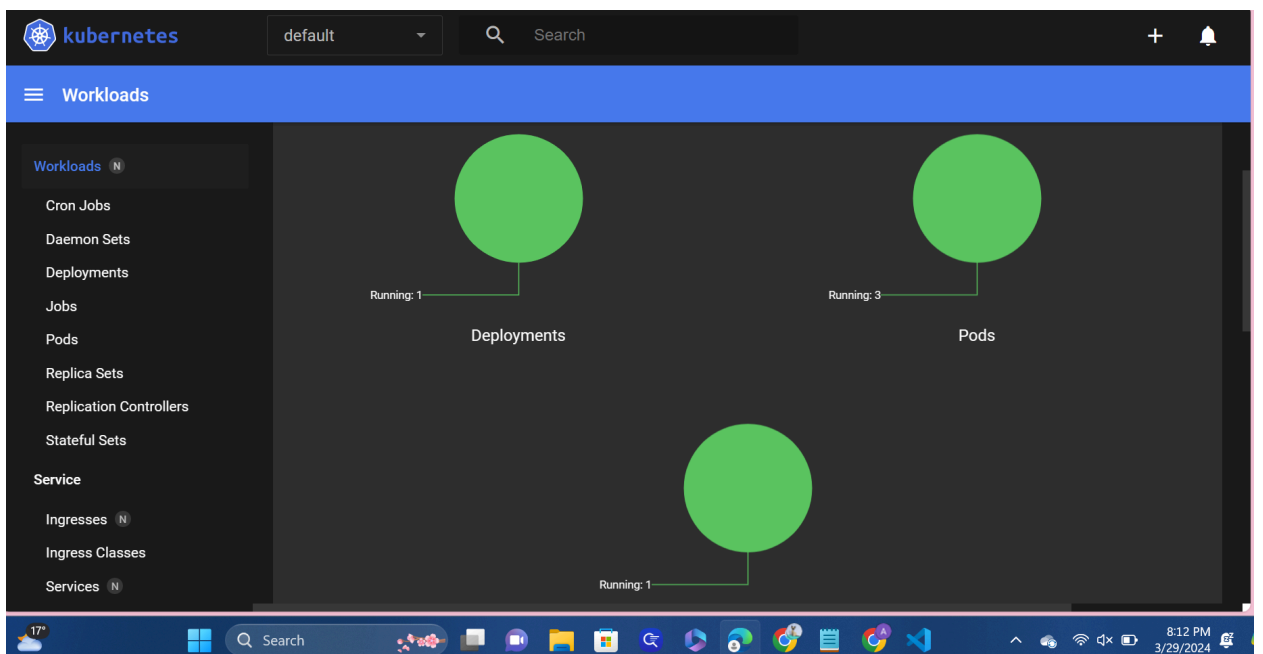 kubernetes
default
Search
Workloads
Workloads N
Cron Jobs
Daemon Sets
Deployments
Jobs
Pods
Replica Sets
Replication Controllers
Stateful Sets
Service
Ingresses N
Ingress Classes
Services N
Running: 1
Deployments
Running: 3
Pods
Running: 1
17°
Search
8:12 PM
3/29/2024